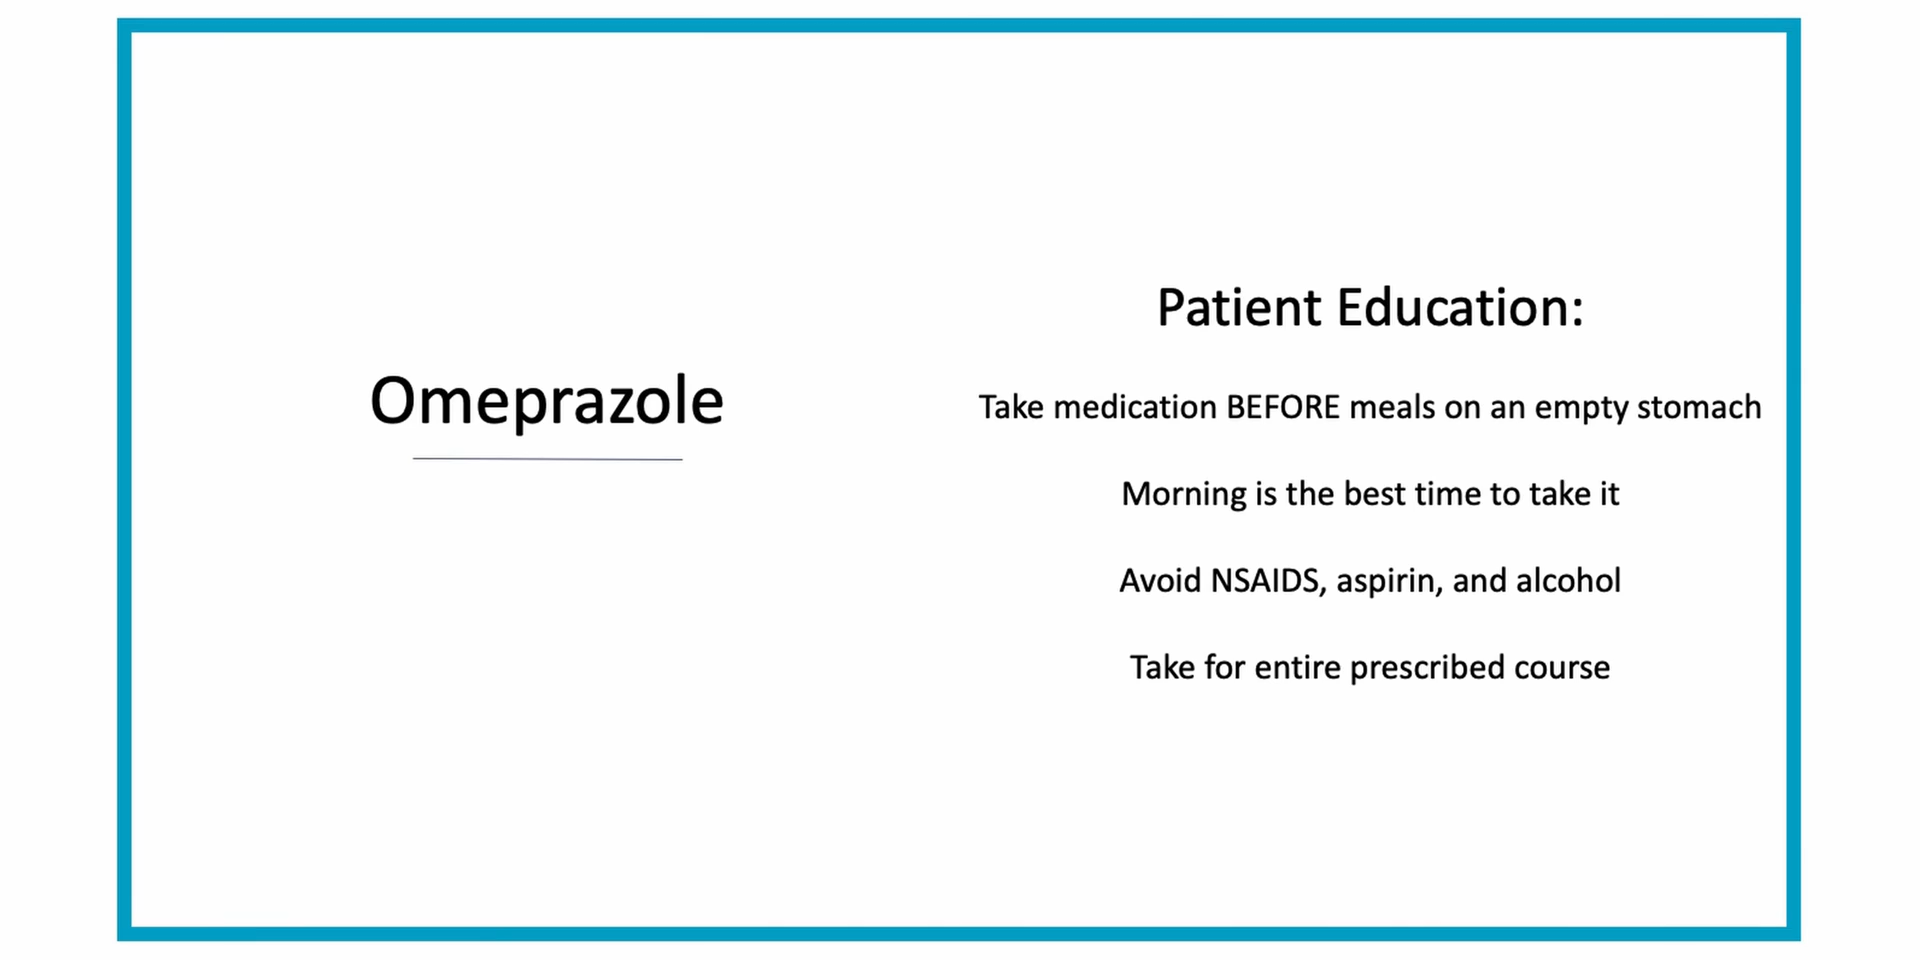 Omeprazole
Patient Education:
Take medication BEFORE meals on an empty stomach
Morning is the best time to take it
Avoid NSAIDS, aspirin, and alcohol
Take for entire prescribed course